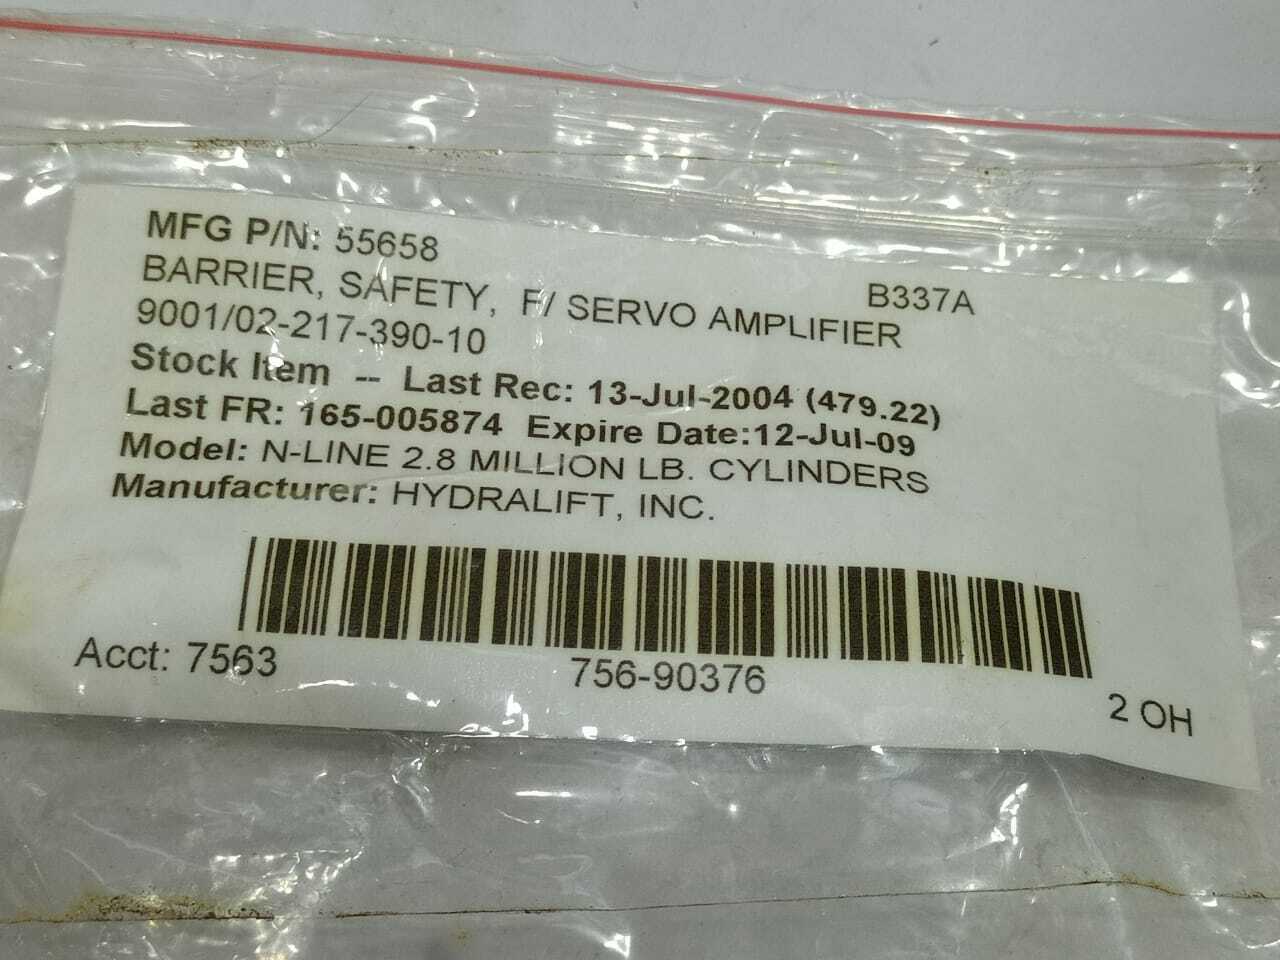 MFG P/N: 55658
B337A
BARRIER, SAFETY, F/ SERVO AMPLIFIER
9001/02-217-390-10
Stock Item -- Last Rec: 13-Jul-2004 (479.22)
Last FR: 165-005874 Expire Date:12-Jul-09
Model: N-LINE 2.8 MILLION LB. CYLINDERS
Manufacturer: HYDRALIFT, INC.
Acct: 7563
756-90376
2 OH